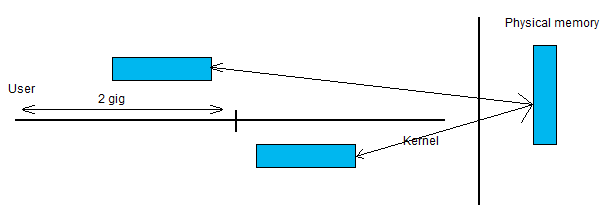 Physical memory
User
2 gig
Kernel